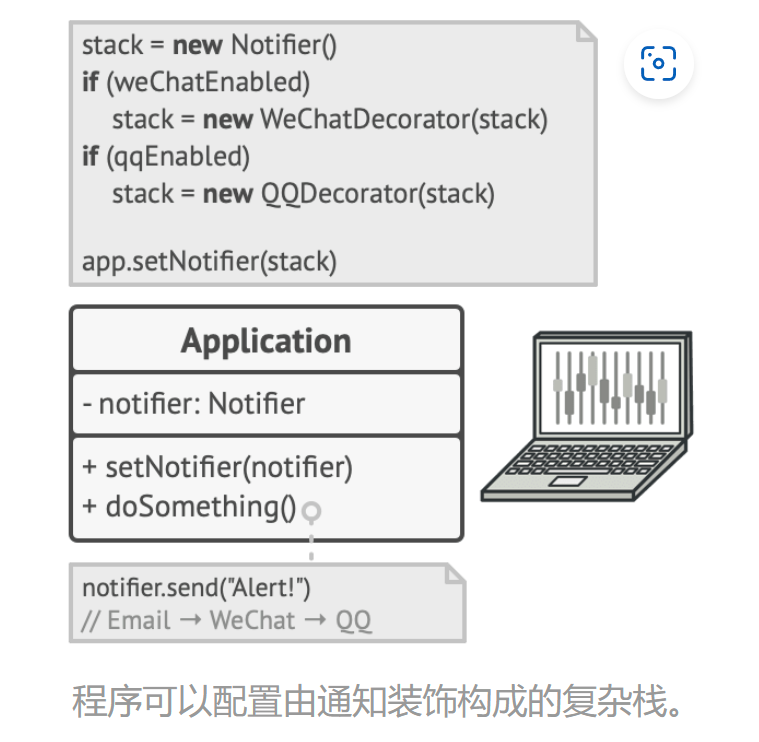 stack = new Notifier()
if (weChatEnabled)
stack = new WeChatDecorator(stack)
if (qqEnabled)
stack = new QQDecorator(stack)
app.setNotifier(stack)
Application
- notifier: Notifier
+ setNotifier(notifier)
+ doSomething()
notifier.send("Alert!")
// Email → WeChat → QQ
程序可以配置由通知装饰构成的复杂栈。